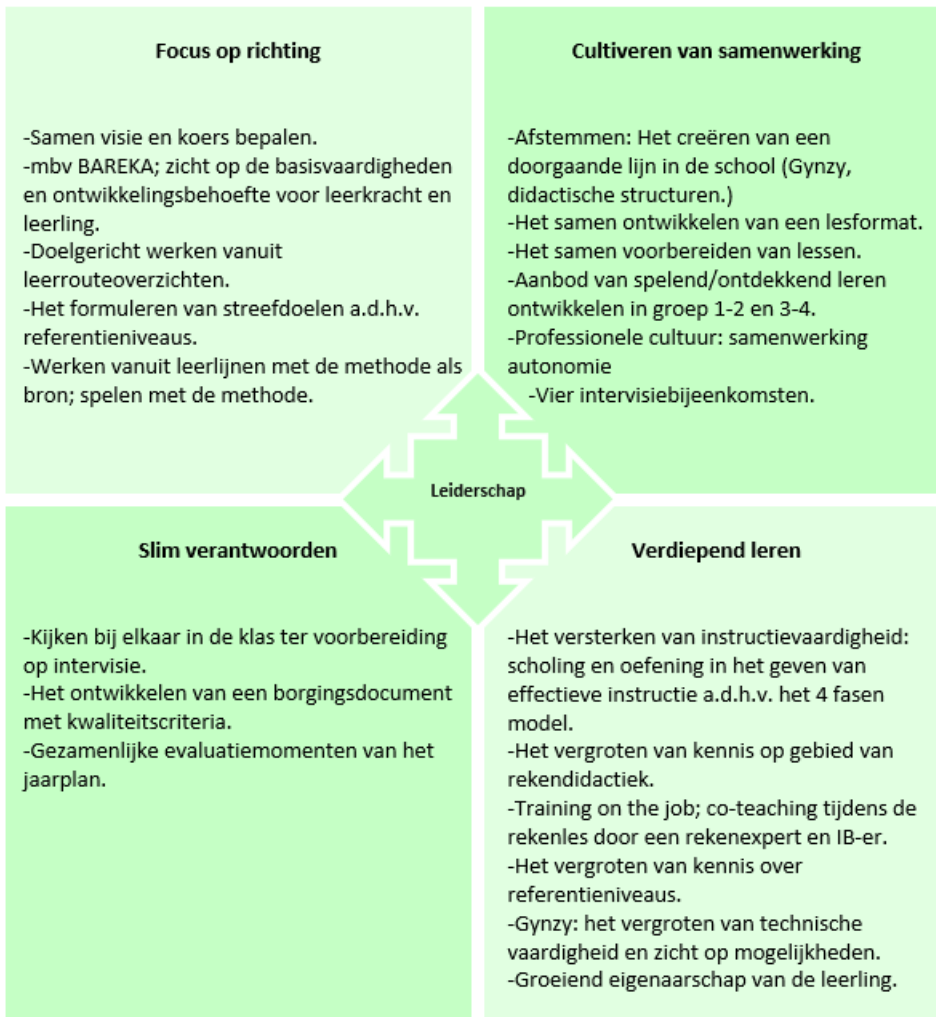 Focus op richting
-Samen visie en koers bepalen.
-mbv BAREKA; zicht op de basisvaardigheden
en ontwikkelingsbehoefte voor leerkracht en
leerling.
-Doelgericht werken vanuit
leerrouteoverzichten.
-Het formuleren van streefdoelen a.d.h.v.
referentieniveaus.
-Werken vanuit leerlijnen met de methode als
bron; spelen met de methode.
Cultiveren van samenwerking
-Afstemmen: Het creëren van een
doorgaande lijn in de school (Gynzy,
didactische structuren.)
-Het samen ontwikkelen van een lesformat.
-Het samen voorbereiden van lessen.
-Aanbod van spelend/ontdekkend leren
ontwikkelen in groep 1-2 en 3-4.
-Professionele cultuur: samenwerking
autonomie
-Vier intervisiebijeenkomsten.
Leiderschap
Slim verantwoorden
-Kijken bij elkaar in de klas ter voorbereiding
op intervisie.
-Het ontwikkelen van een borgingsdocument
met kwaliteitscriteria.
-Gezamenlijke evaluatiemomenten van het
jaarplan.
Verdiepend leren
-Het versterken van instructievaardigheid:
scholing en oefening in het geven van
effectieve instructie a.d.h.v. het 4 fasen
model.
-Het vergroten van kennis op gebied van
rekendidactiek.
-Training on the job; co-teaching tijdens de
rekenles door een rekenexpert en IB-er.
-Het vergroten van kennis over
referentieniveaus.
-Gynzy: het vergroten van technische
vaardigheid en zicht op mogelijkheden.
-Groeiend eigenaarschap van de leerling.